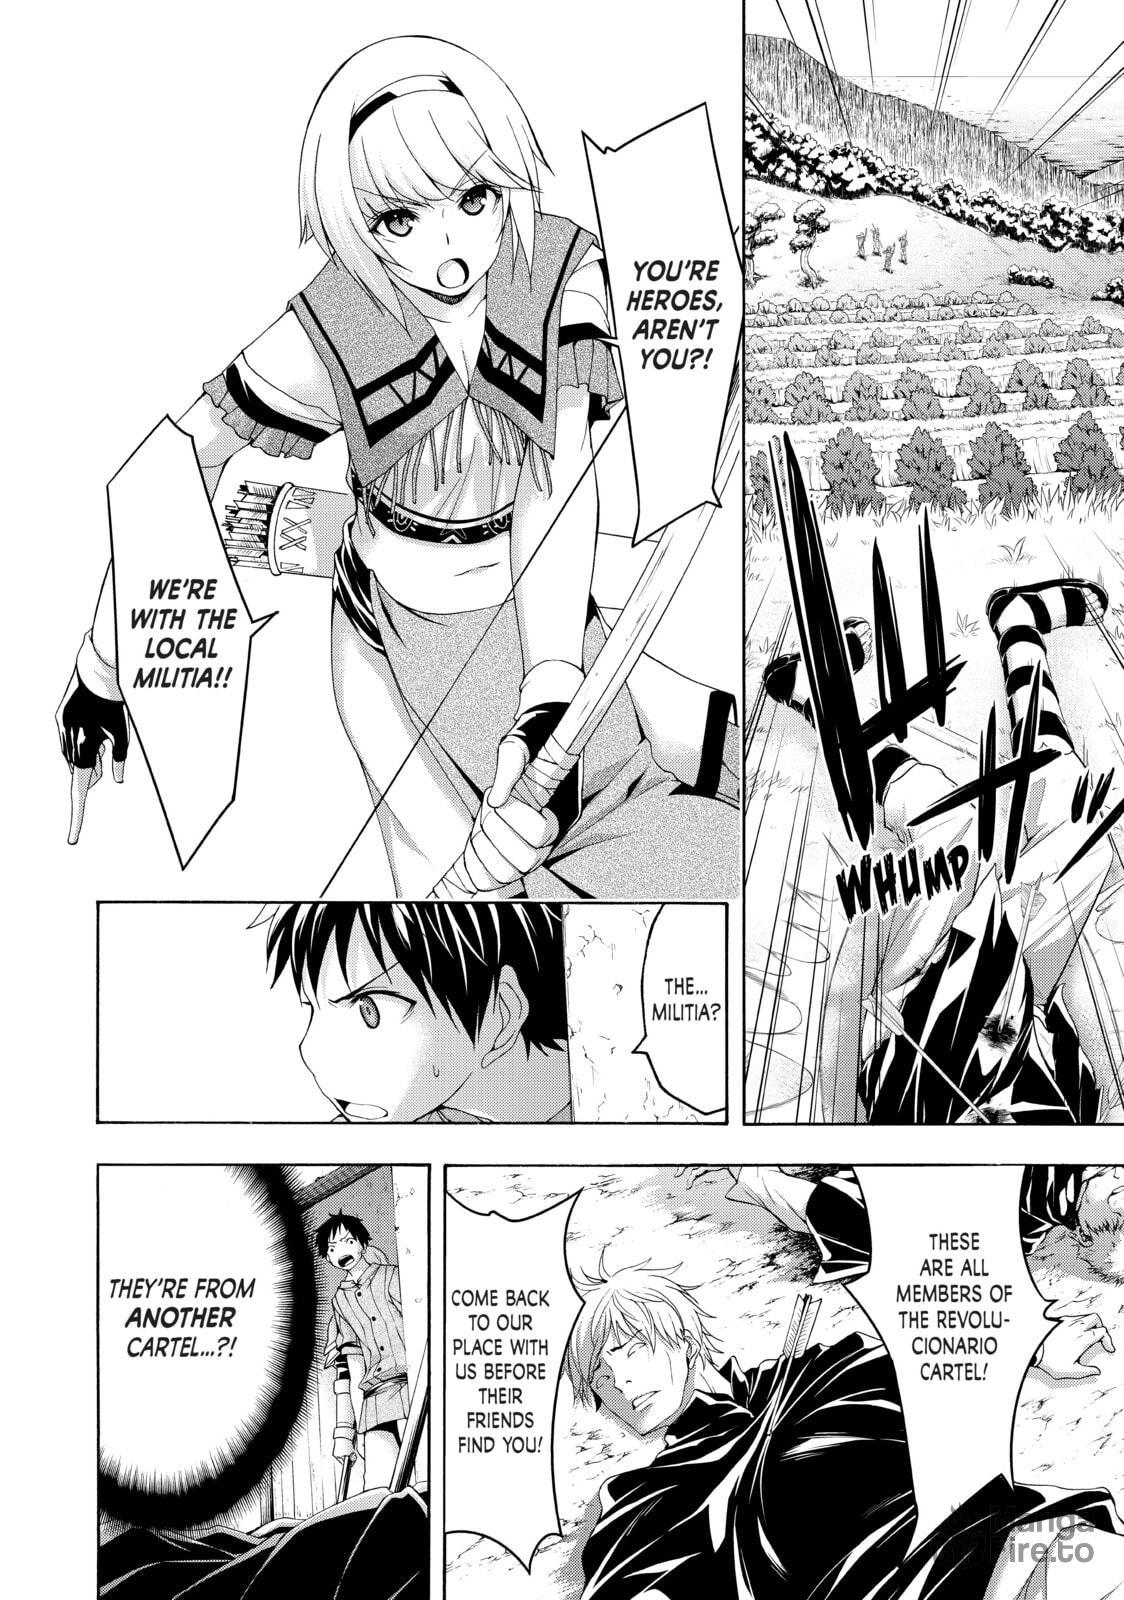 WHUMP
YOU'RE
HEROES,
AREN'T
YOU?!
WE'RE
WITH THE
LOCAL
MILITIA!!
THE...
MILITIA?
THESE
ARE ALL
MEMBERS OF
THE REVOLU-
CIONARIO
CARTEL!
COME BACK
TO OUR
PLACE WITH
US BEFORE
THEIR
FRIENDS
FIND YOU!
THEY'RE FROM
ANOTHER
CARTEL...?!
Manga
Fire.to